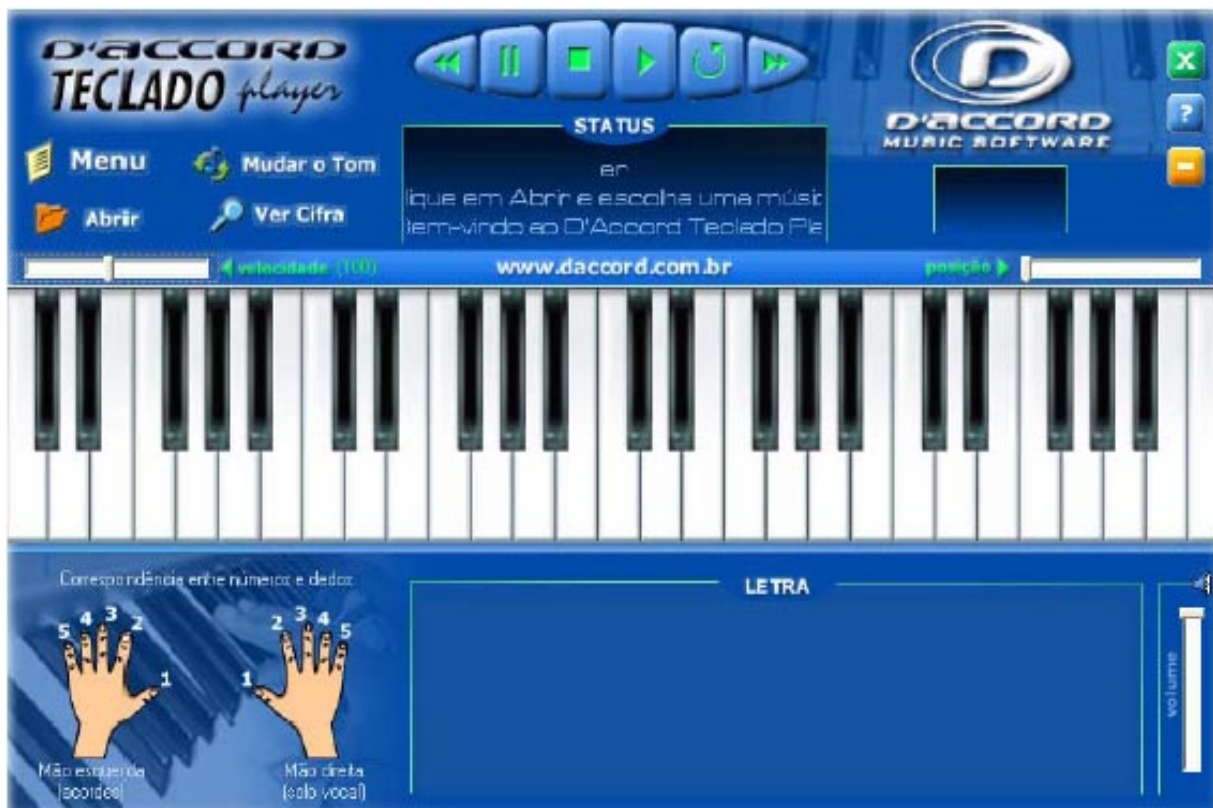 D'ACCORD
TECLADO player
Menu
Mudar o Tom
Abrir
Ver Cifra
STATUS
er
lique em Abrir e escolha uma músic
Bem-vindo ao D'Accord Teclado Pla
D
D'ACCORD
MUSIC SOFTWARE
X
?
velocidade (100)
www.daccord.com.br
posição
Correspondência entre números e dedos
5 4 3 2 1
1 2 3 4 5
Mão esquerda
(acordes)
Mão direita
(solo vocal)
LETRA
volume